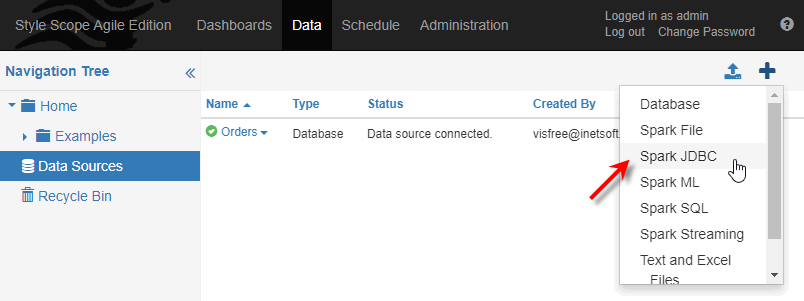 Style Scope Agile Edition
Dashboards
Data
Schedule
Administration
Logged in as admin
Log out Change Password
?
Navigation Tree
Home
Examples
Data Sources
Recycle Bin
Name Type Status Created By
Orders Database Data source connected. visfree@inetsoft.
Database
Spark File
Spark JDBC
Spark ML
Spark SQL
Spark Streaming
Text and Excel
Files